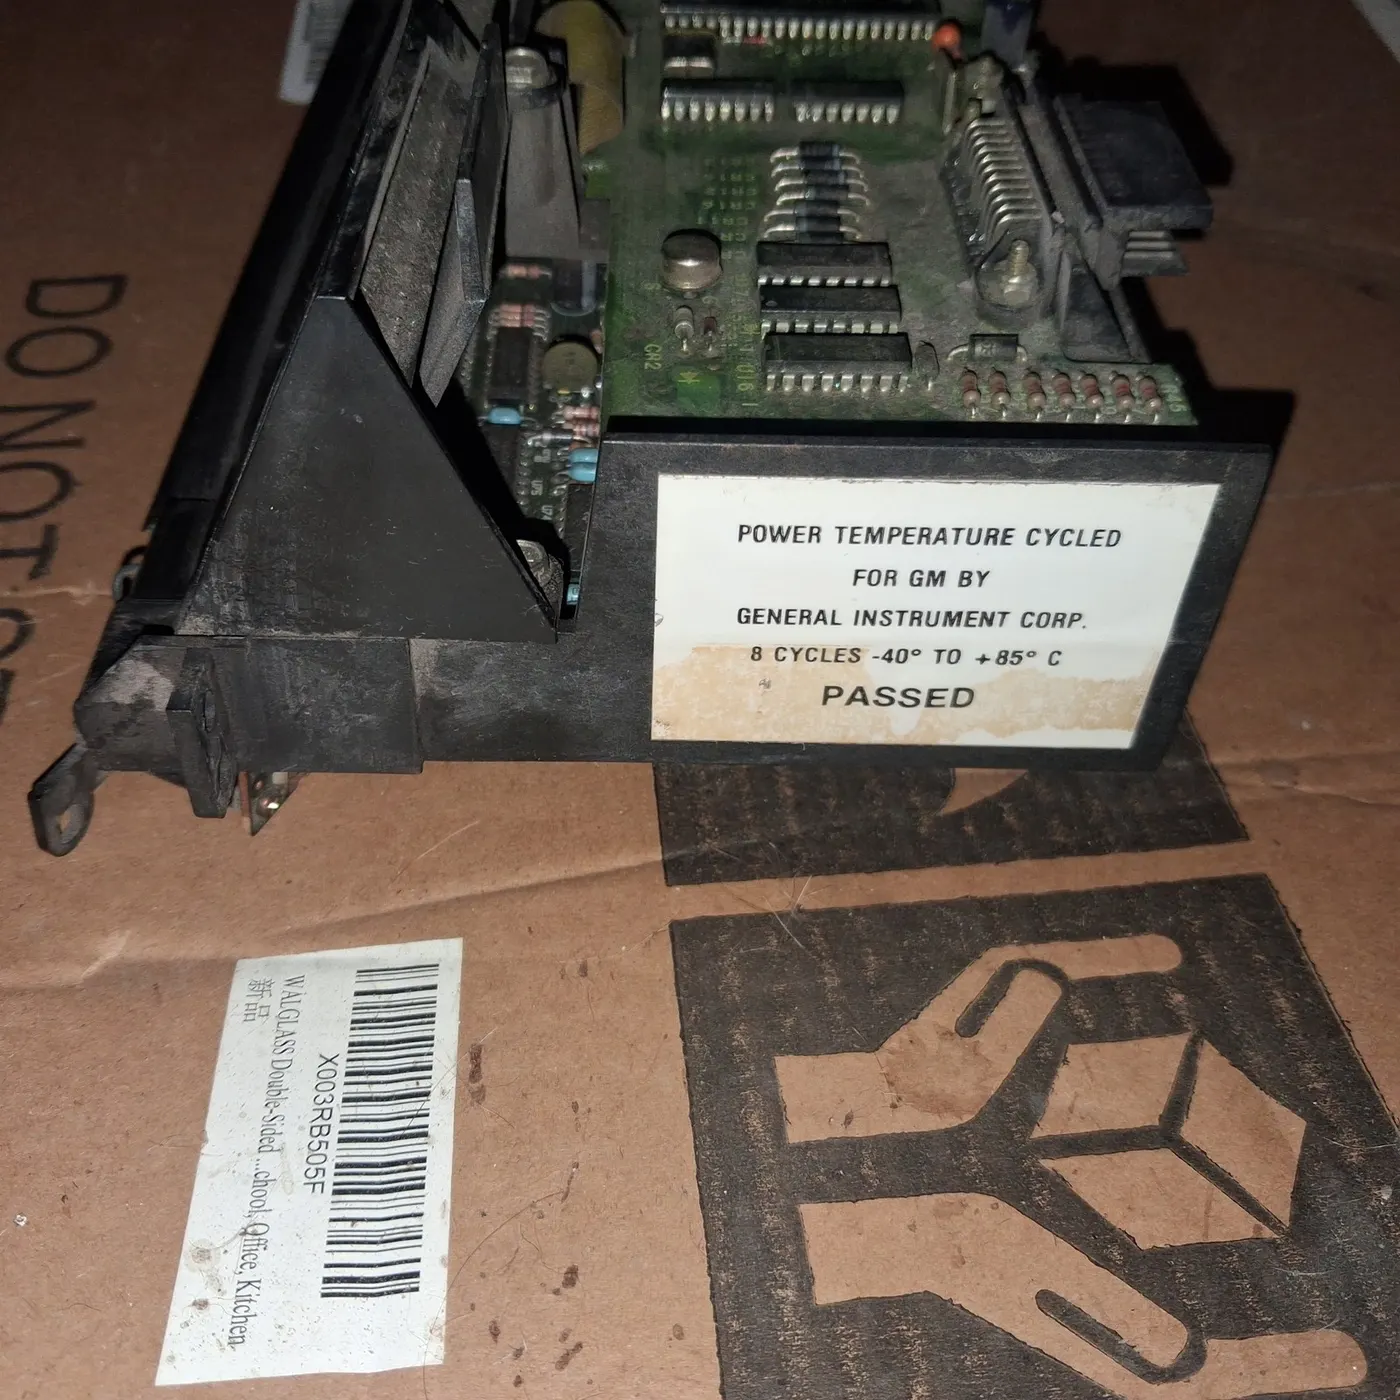 POWER TEMPERATURE CYCLED
FOR GM BY
GENERAL INSTRUMENT CORP.
8 CYCLES -40° TO +85° C
PASSED
DO NOT
CN2
X003RB505F
WALGLASS Double-Sided ...chool, Office, Kitchen
新品